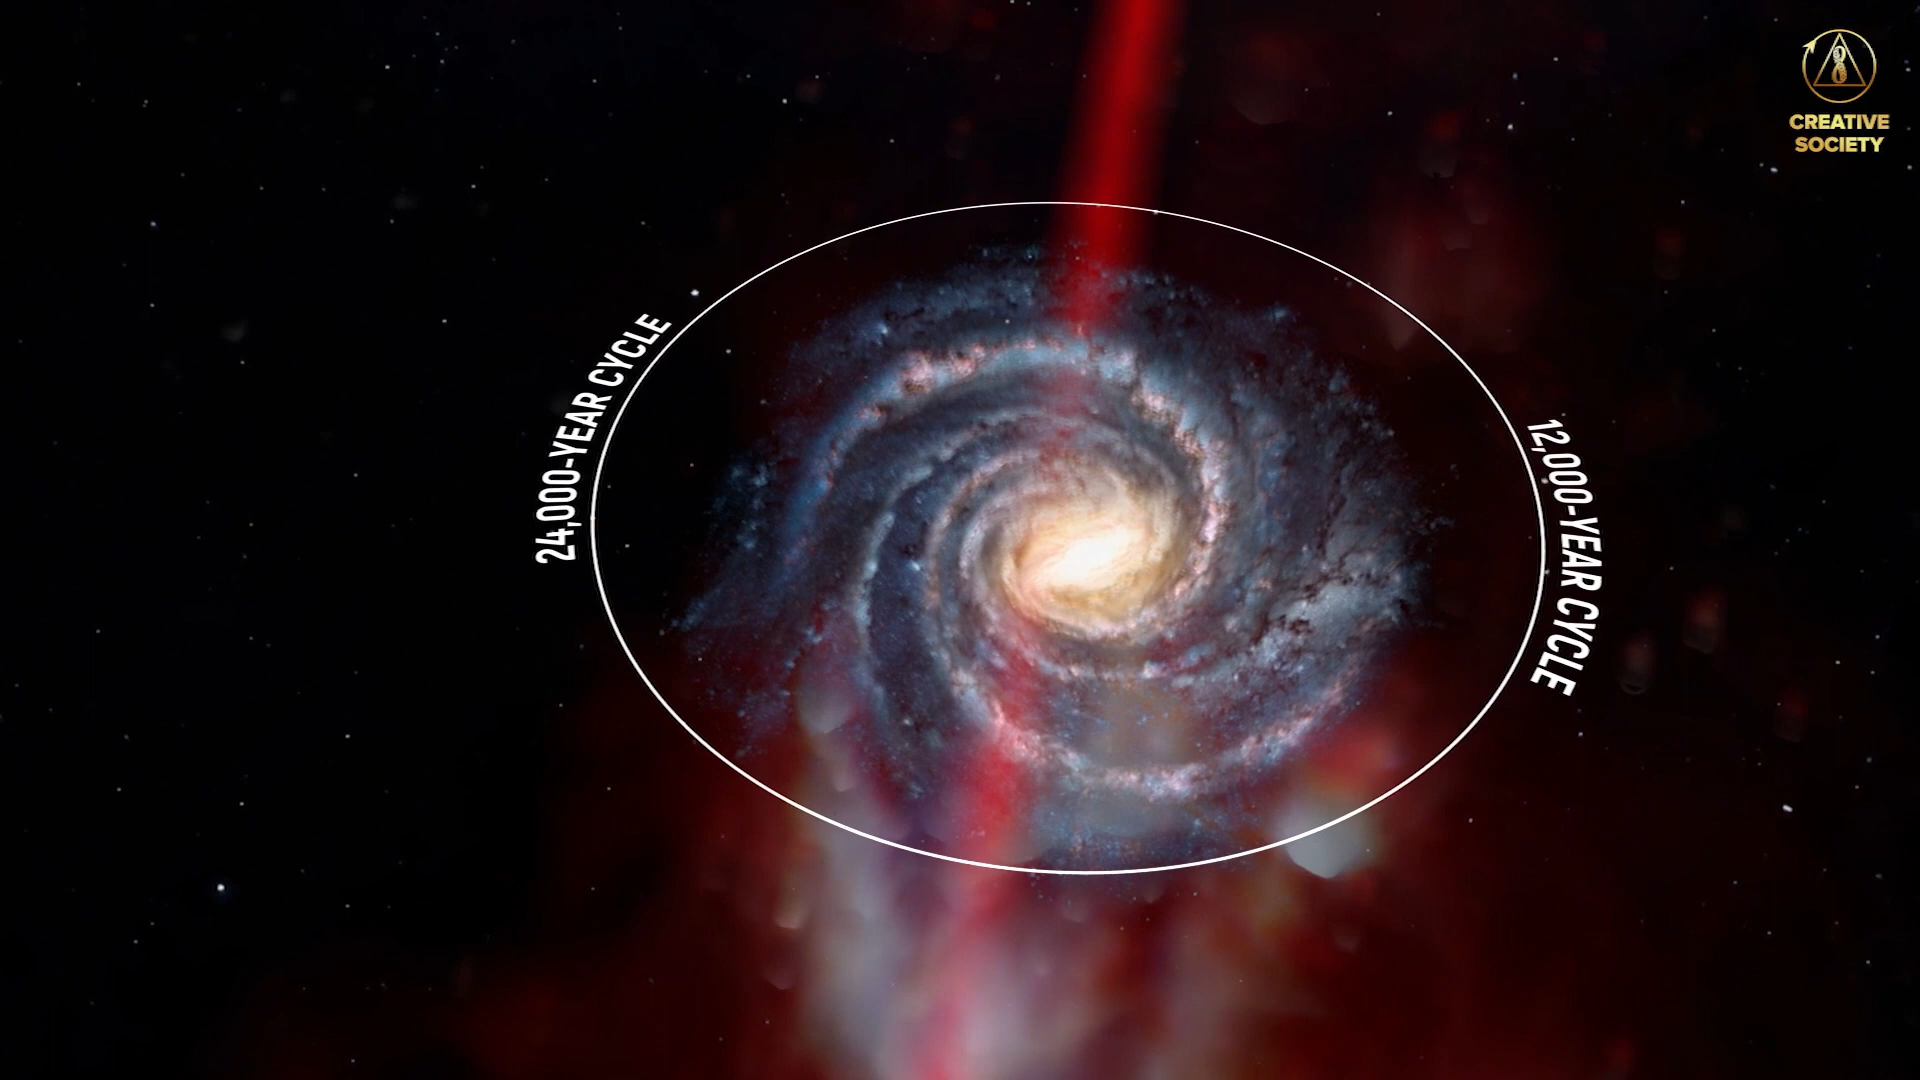 CREATIVE
SOCIETY
24,000-YEAR CYCLE
12,000-YEAR CYCLE